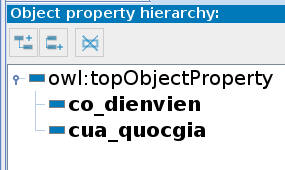 Object property hierarchy:
owl:topObjectProperty
co_dienvien
cua_quocgia